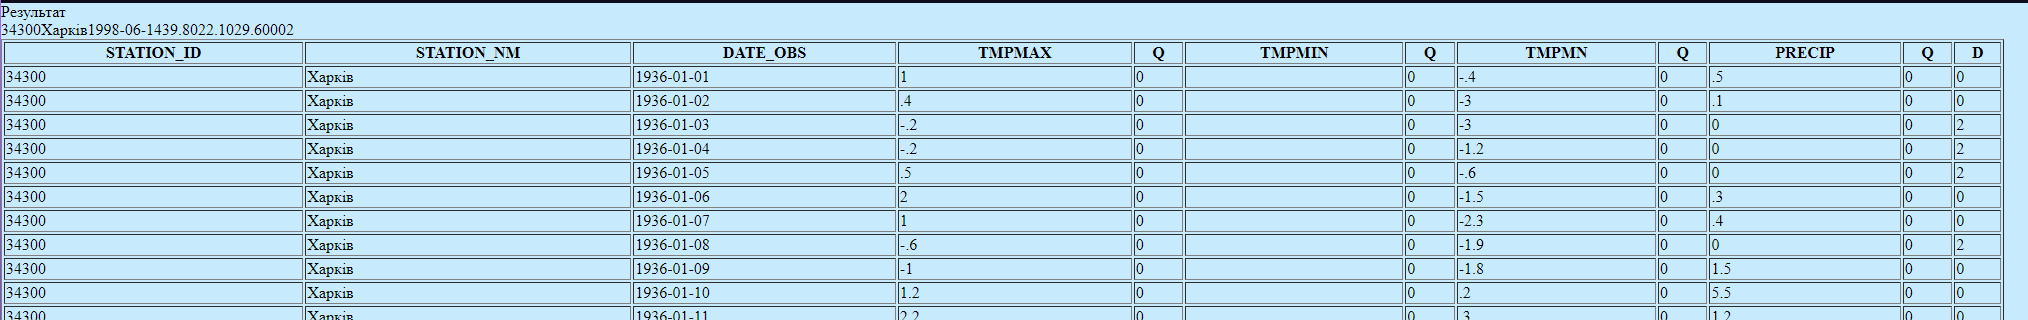 Результат
34300Харків1998-06-1439.8022.1029.60002
STATION_ID STATION_NM DATE_OBS TMPMAX Q TMPMIN Q TMPMN Q PRECIP Q D
34300 Харків 1936-01-01 1 0 0 -.4 0 .5 0 0
34300 Харків 1936-01-02 .4 0 0 -3 0 .1 0 0
34300 Харків 1936-01-03 -.2 0 0 -3 0 0 0 2
34300 Харків 1936-01-04 -.2 0 0 -1.2 0 0 0 2
34300 Харків 1936-01-05 .5 0 0 -.6 0 0 0 2
34300 Харків 1936-01-06 2 0 0 -1.5 0 .3 0 0
34300 Харків 1936-01-07 1 0 0 -2.3 0 .4 0 0
34300 Харків 1936-01-08 -.6 0 0 -1.9 0 0 0 2
34300 Харків 1936-01-09 -1 0 0 -1.8 0 1.5 0 0
34300 Харків 1936-01-10 1.2 0 0 .2 0 5.5 0 0
34300 Харків 1936-01-11 2.2 0 0 .3 0 1.2 0 0